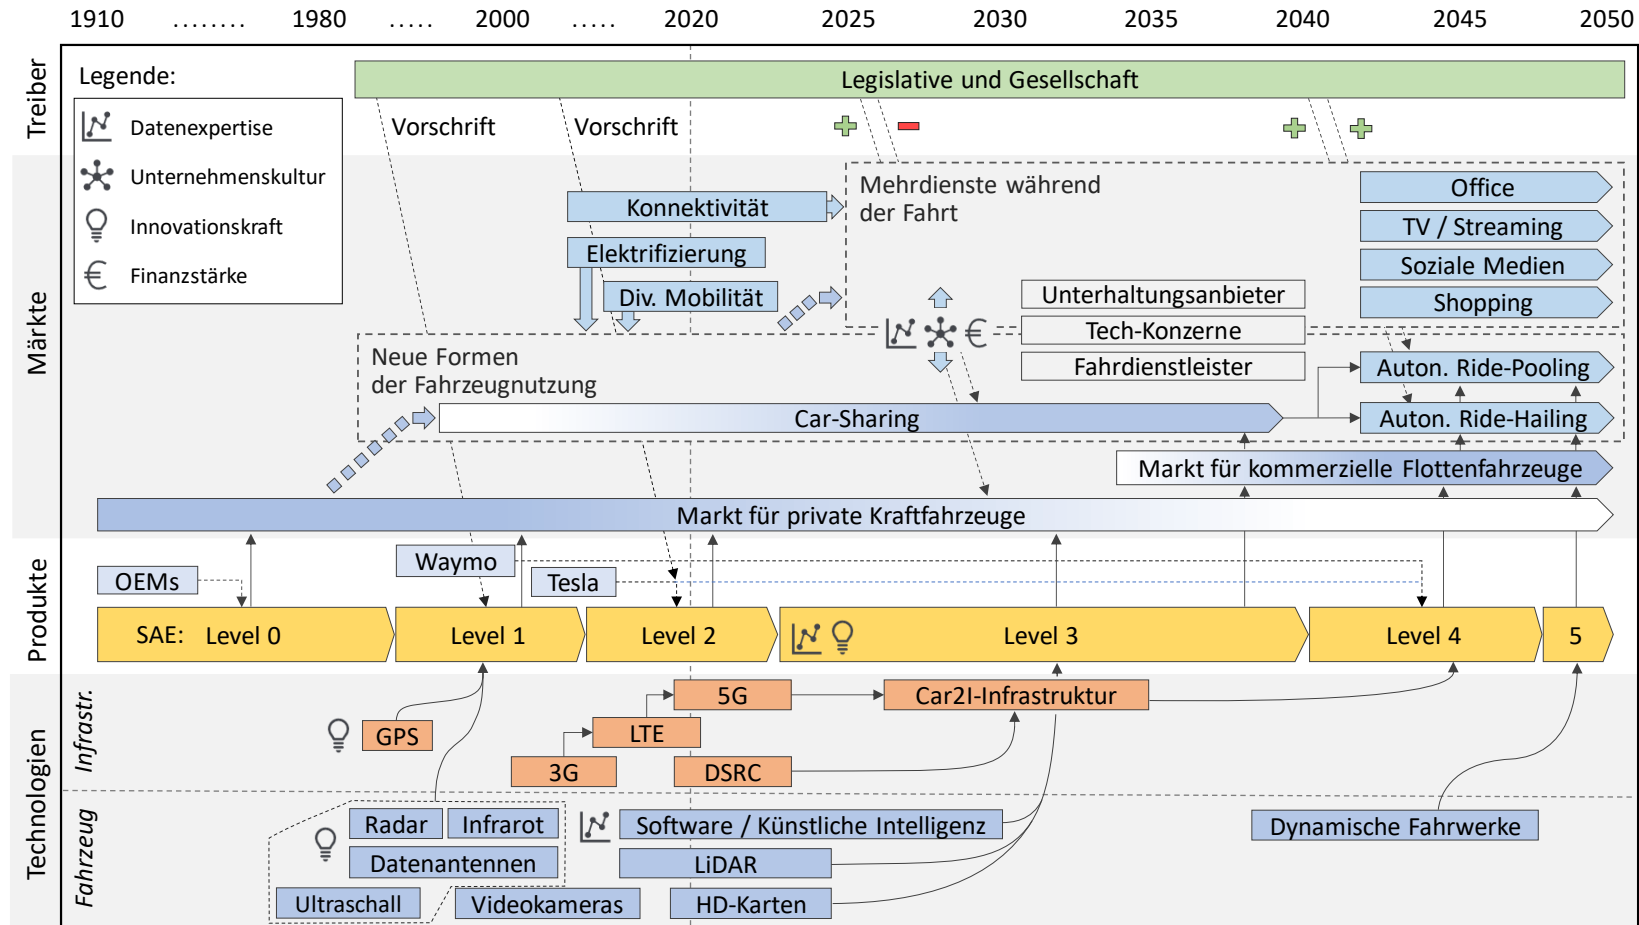 1910 ........ 1980 ..... 2000 ..... 2020 2025 2030 2035 2040 2045 2050
Treiber
Legende:
Datenexpertise
Unternehmenskultur
Innovationskraft
Finanzstärke
Legislative und Gesellschaft
Vorschrift
Vorschrift
Märkte
Konnektivität
Elektrifizierung
Div. Mobilität
Mehrdienste während
der Fahrt
Office
TV / Streaming
Soziale Medien
Shopping
Unterhaltungsanbieter
Tech-Konzerne
Fahrdienstleister
Neue Formen
der Fahrzeugnutzung
Car-Sharing
Auton. Ride-Pooling
Auton. Ride-Hailing
Markt für kommerzielle Flottenfahrzeuge
Markt für private Kraftfahrzeuge
Produkte
OEMs
Waymo
Tesla
SAE: Level 0
Level 1
Level 2
Level 3
Level 4
5
Technologien
Infrastr.
GPS
3G
LTE
5G
DSRC
Car2I-Infrastruktur
Fahrzeug
Radar
Infrarot
Datenantennen
Ultraschall
Videokameras
Software / Künstliche Intelligenz
LiDAR
HD-Karten
Dynamische Fahrwerke